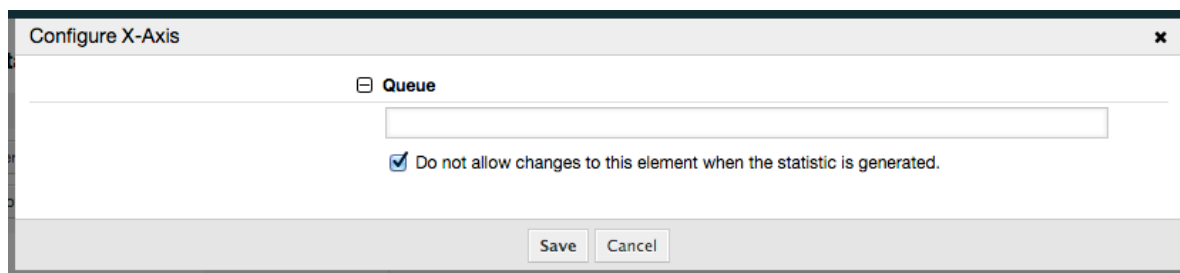 Configure X-Axis
Queue
Do not allow changes to this element when the statistic is generated.
Save Cancel